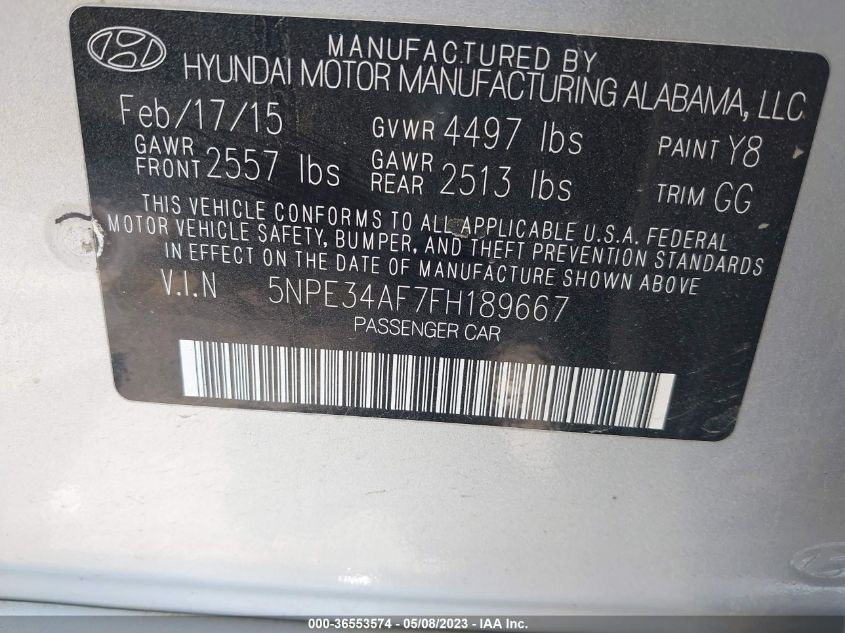 MANUFACTURED BY
HYUNDAI MOTOR MANUFACTURING ALABAMA, LLC
Feb/17/15 GVWR 4497 lbs PAINT Y8
GAWR FRONT 2557 lbs GAWR REAR 2513 lbs TRIM GG
THIS VEHICLE CONFORMS TO ALL APPLICABLE U.S.A. FEDERAL
MOTOR VEHICLE SAFETY, BUMPER, AND THEFT PREVENTION STANDARDS
IN EFFECT ON THE DATE OF MANUFACTURE SHOWN ABOVE
V.I.N 5NPE34AF7FH189667
PASSENGER CAR
000-36553574 - 05/08/2023 - IAA Inc.